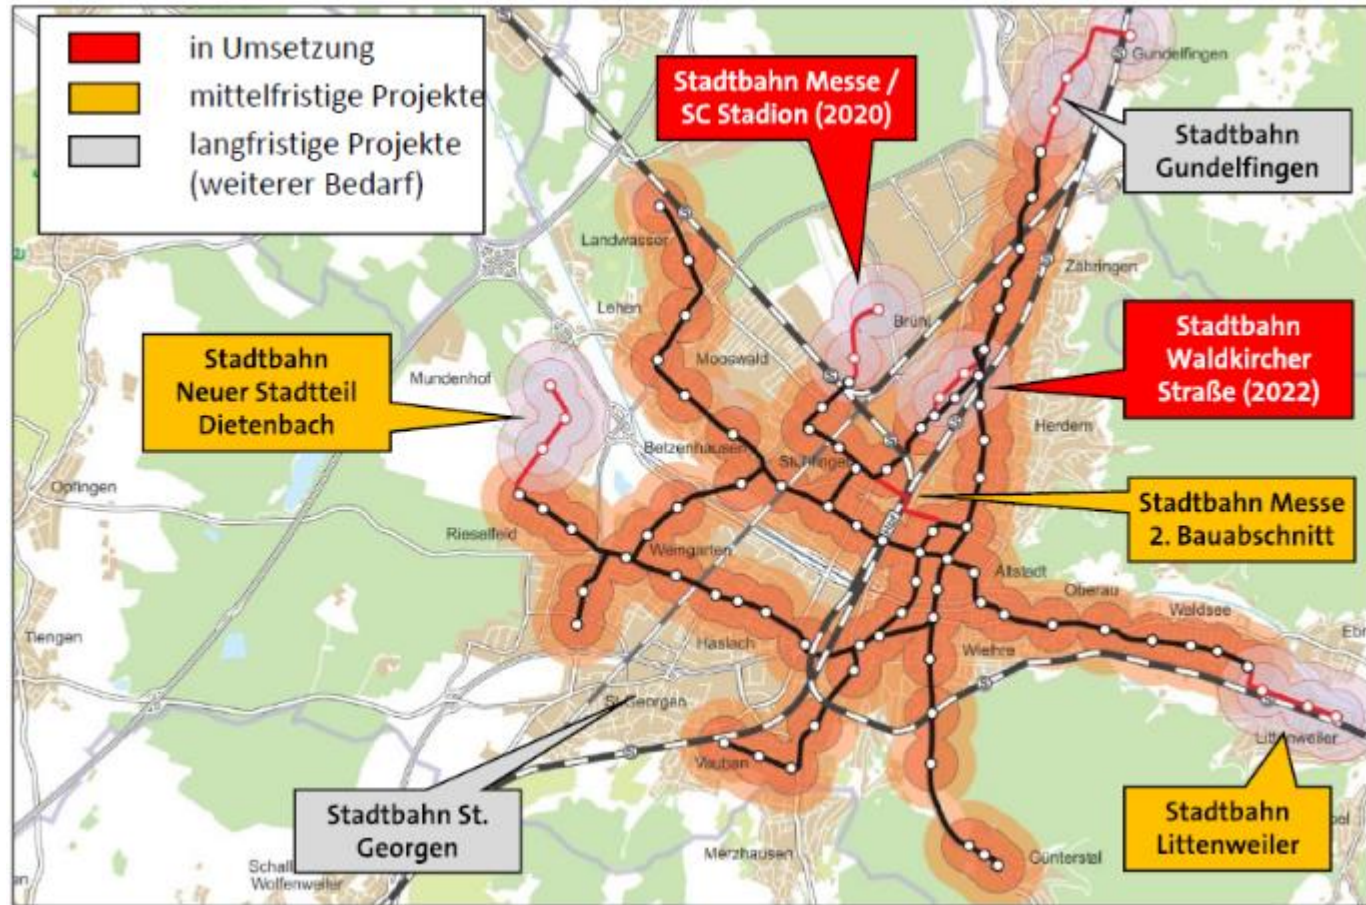 in Umsetzung
mittelfristige Projekte
langfristige Projekte
(weiterer Bedarf)
Stadtbahn Messe /
SC Stadion (2020)
Gundelfingen
Stadtbahn
Gundelfingen
Landwasser
Zähringen
Lehen
Brühl
Stadtbahn
Waldkircher
Straße (2022)
Mooswald
Stadtbahn
Neuer Stadtteil
Dietenbach
Mundenhof
Herdern
Betzenhausen
Stühlinger
Opfingen
Stadtbahn Messe
2. Bauabschnitt
Rieselfeld
Weingarten
Altstadt
Oberau
Waldsee
Tiengen
Haslach
Wiehre
St.Georgen
Littenweiler
Vauban
Stadtbahn St.
Georgen
Stadtbahn
Littenweiler
Merzhausen
Günterstal
Wolfenweiler